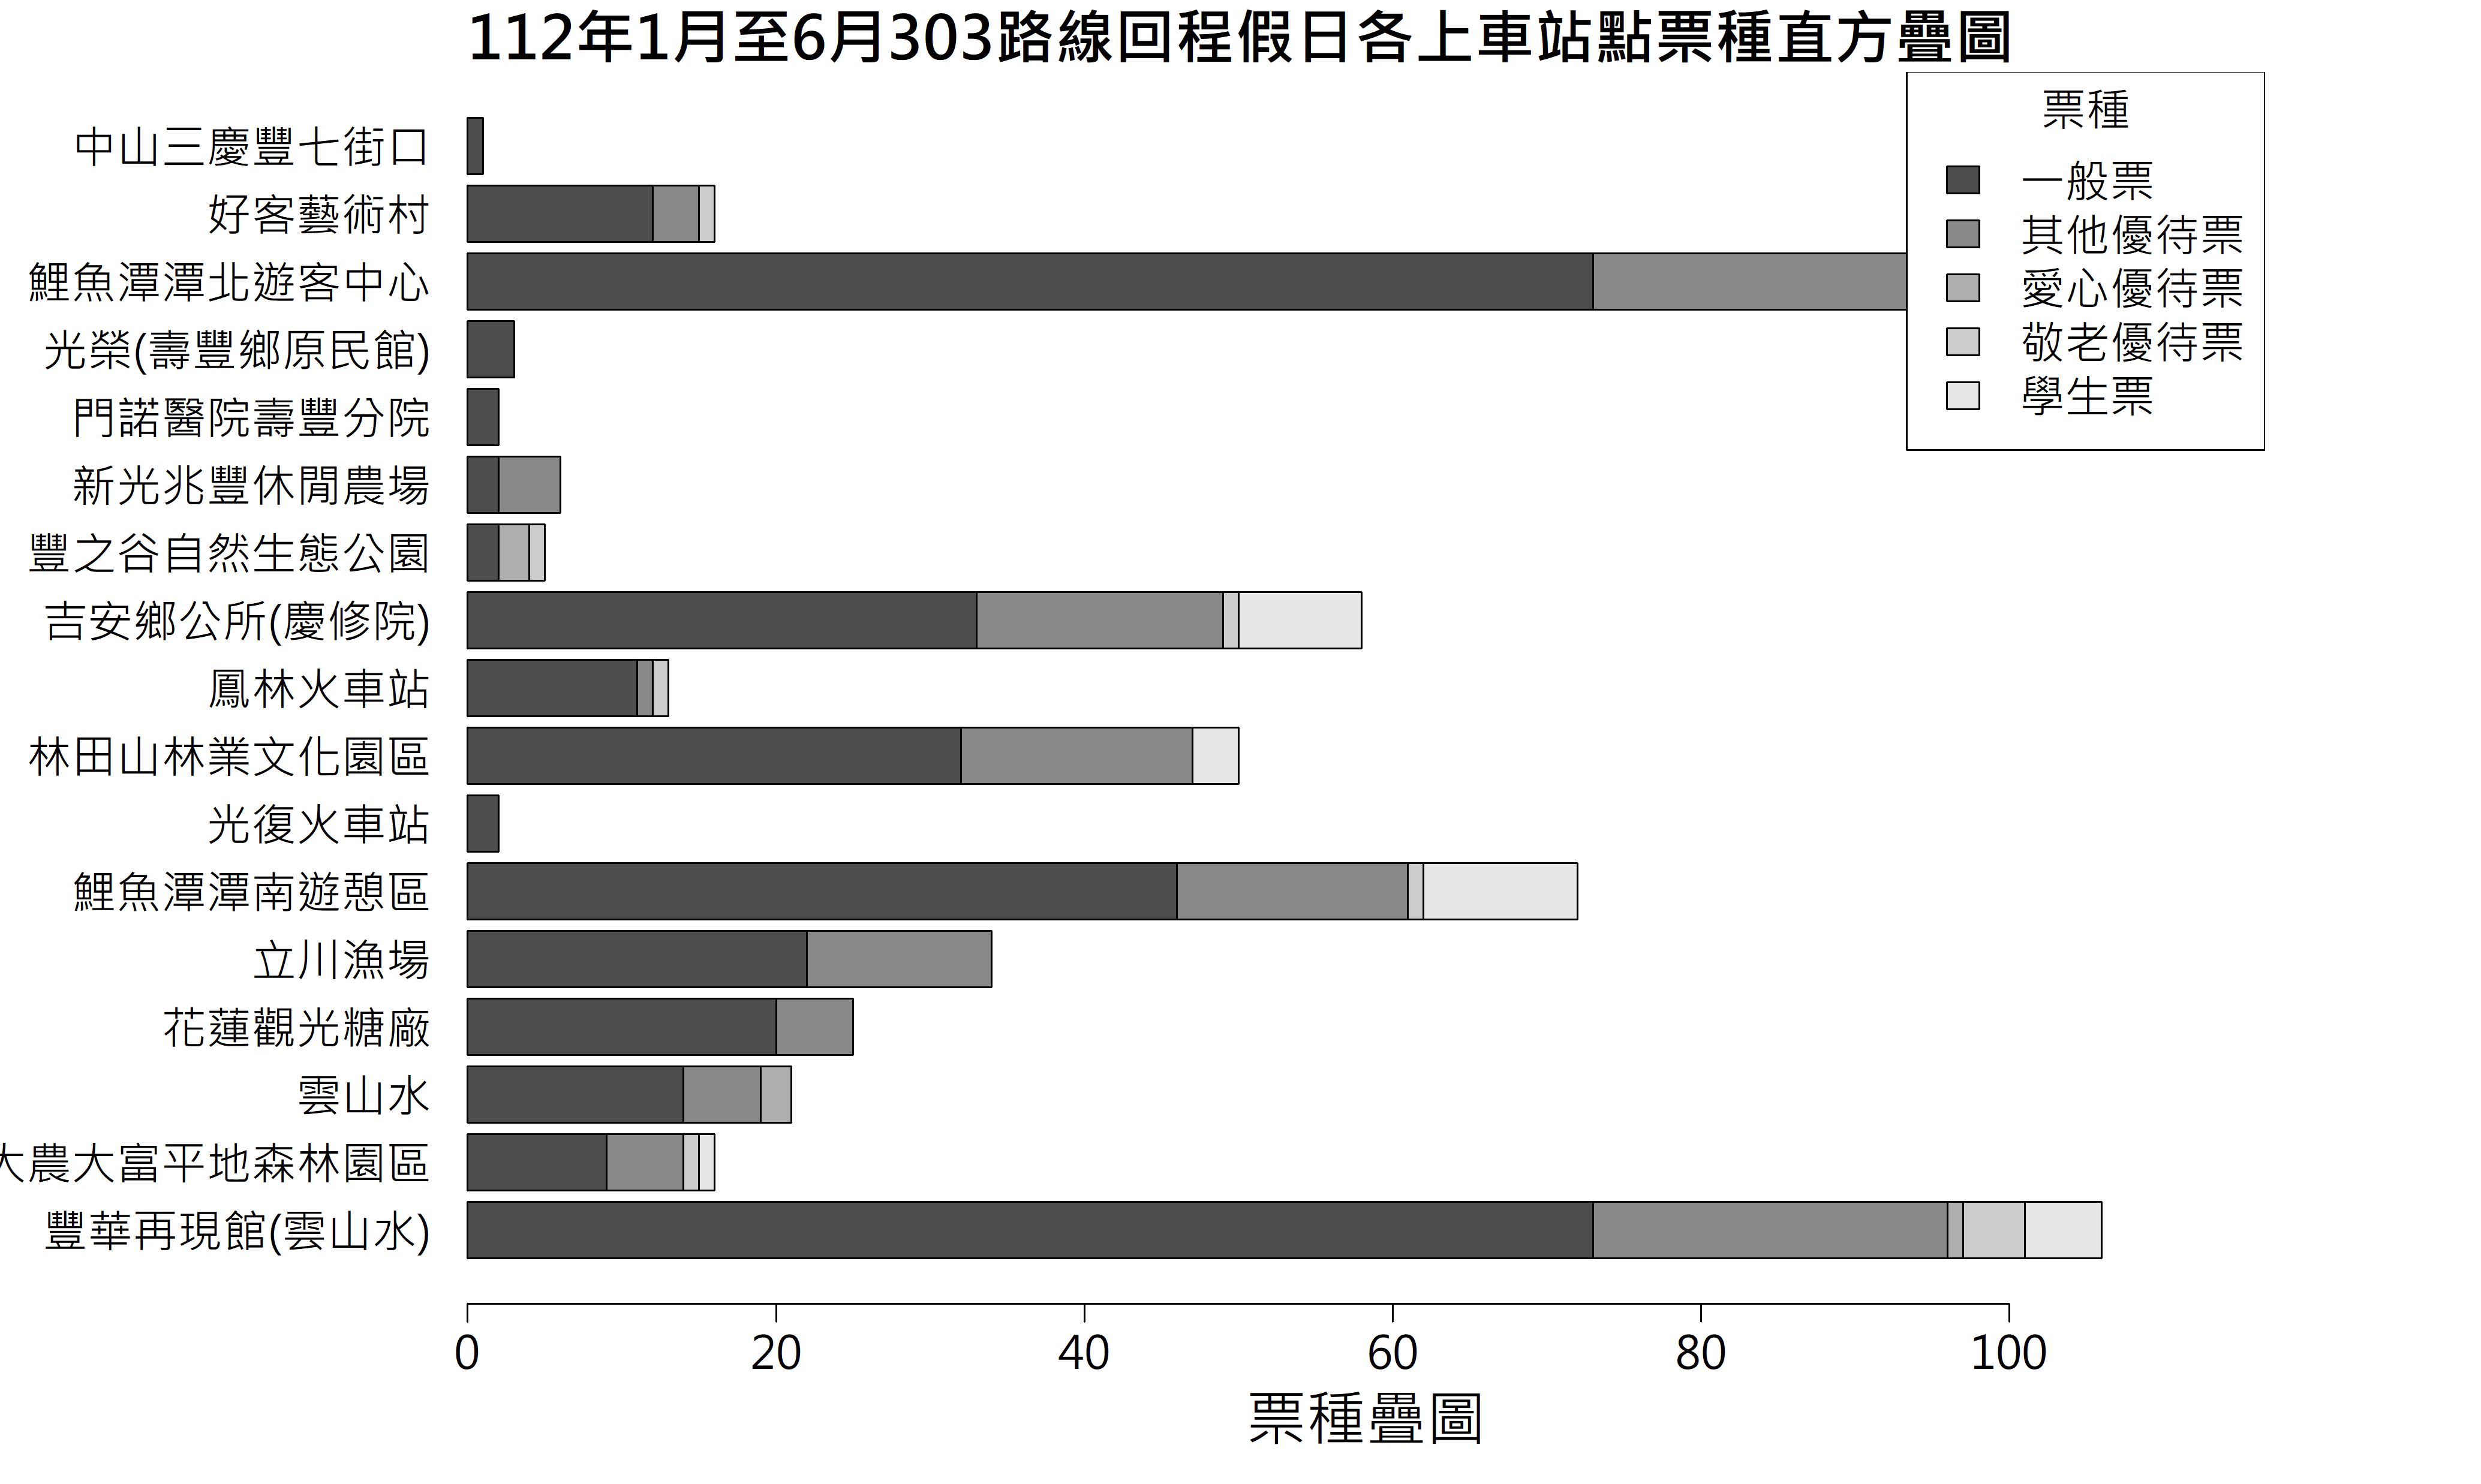 112年1月至6月303路線回程假日各上車站點票種直方疊圖
票種
一般票
其他優待票
愛心優待票
敬老優待票
學生票
中山三慶豐七街口
好客藝術村
鯉魚潭潭北遊客中心
光榮(壽豐鄉原民館)
門諾醫院壽豐分院
新光兆豐休閒農場
豐之谷自然生態公園
吉安鄉公所(慶修院)
鳳林火車站
林田山林業文化園區
光復火車站
鯉魚潭潭南遊憩區
立川漁場
花蓮觀光糖廠
雲山水
大農大富平地森林園區
豐華再現館(雲山水)
0 20 40 60 80 100
票種疊圖